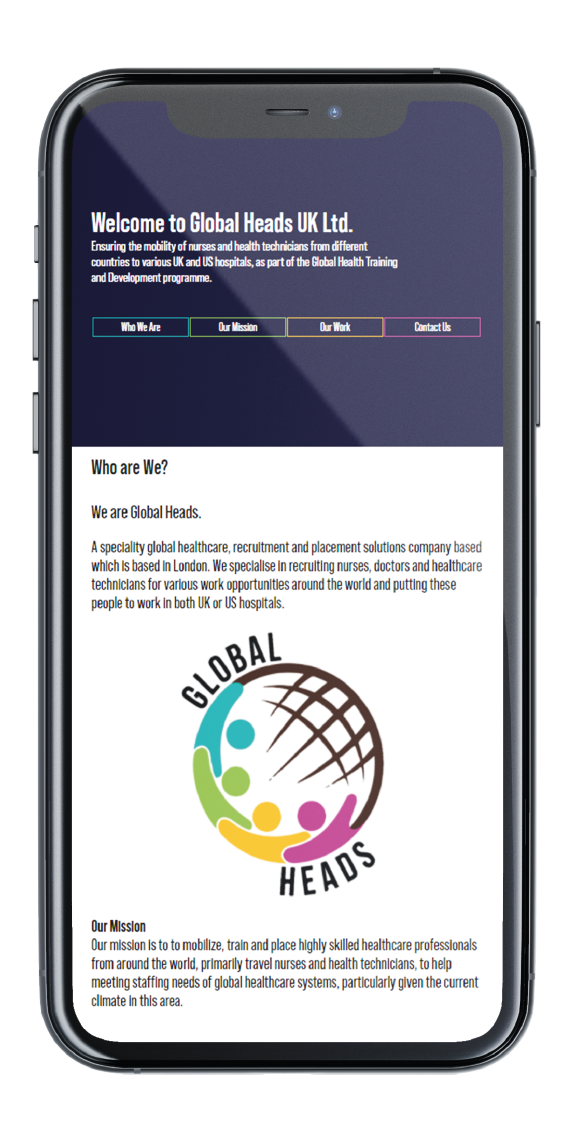 Welcome to Global Heads UK Ltd.
Ensuring the mobility of nurses and health technicians from different
countries to various UK and US hospitals, as part of the Global Health Training
and Development programme.
Who We Are
Our Mission
Our Work
Contact Us
Who are We?
We are Global Heads.
A speciality global healthcare, recruitment and placement solutions company based
which is based in London. We specialise in recruiting nurses, doctors and healthcare
technicians for various work opportunities around the world and putting these
people to work in both UK or US hospitals.
GLOBAL
HEADS
Our Mission
Our mission is to to mobilize, train and place highly skilled healthcare professionals
from around the world, primarily travel nurses and health technicians, to help
meeting staffing needs of global healthcare systems, particularly given the current
climate in this area.